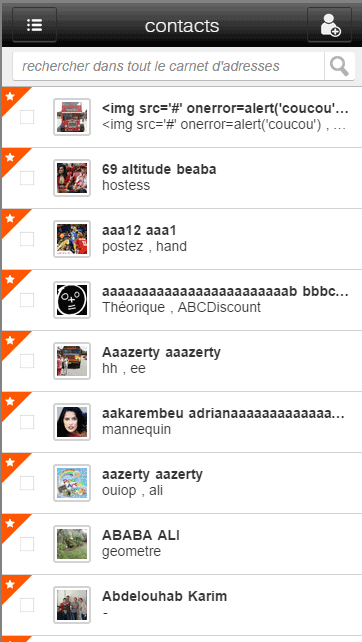 contacts
rechercher dans tout le carnet d'adresses
<img src='#' onerror=alert('coucou'...
<img src='#' onerror=alert('coucou') , ...
69 altitude beaba
hostess
aaa12 aaa1
postez , hand
aaaaaaaaaaaaaaaaaaaaaaaab bbbc...
Théorique , ABCDiscount
Aaazerty aaazerty
hh , ee
aakarembeu adrianaaaaaaaaaaaaa...
mannequin
aazerty aazerty
ouiop , ali
ABABA ALI
geometre
Abdelouhab Karim
-